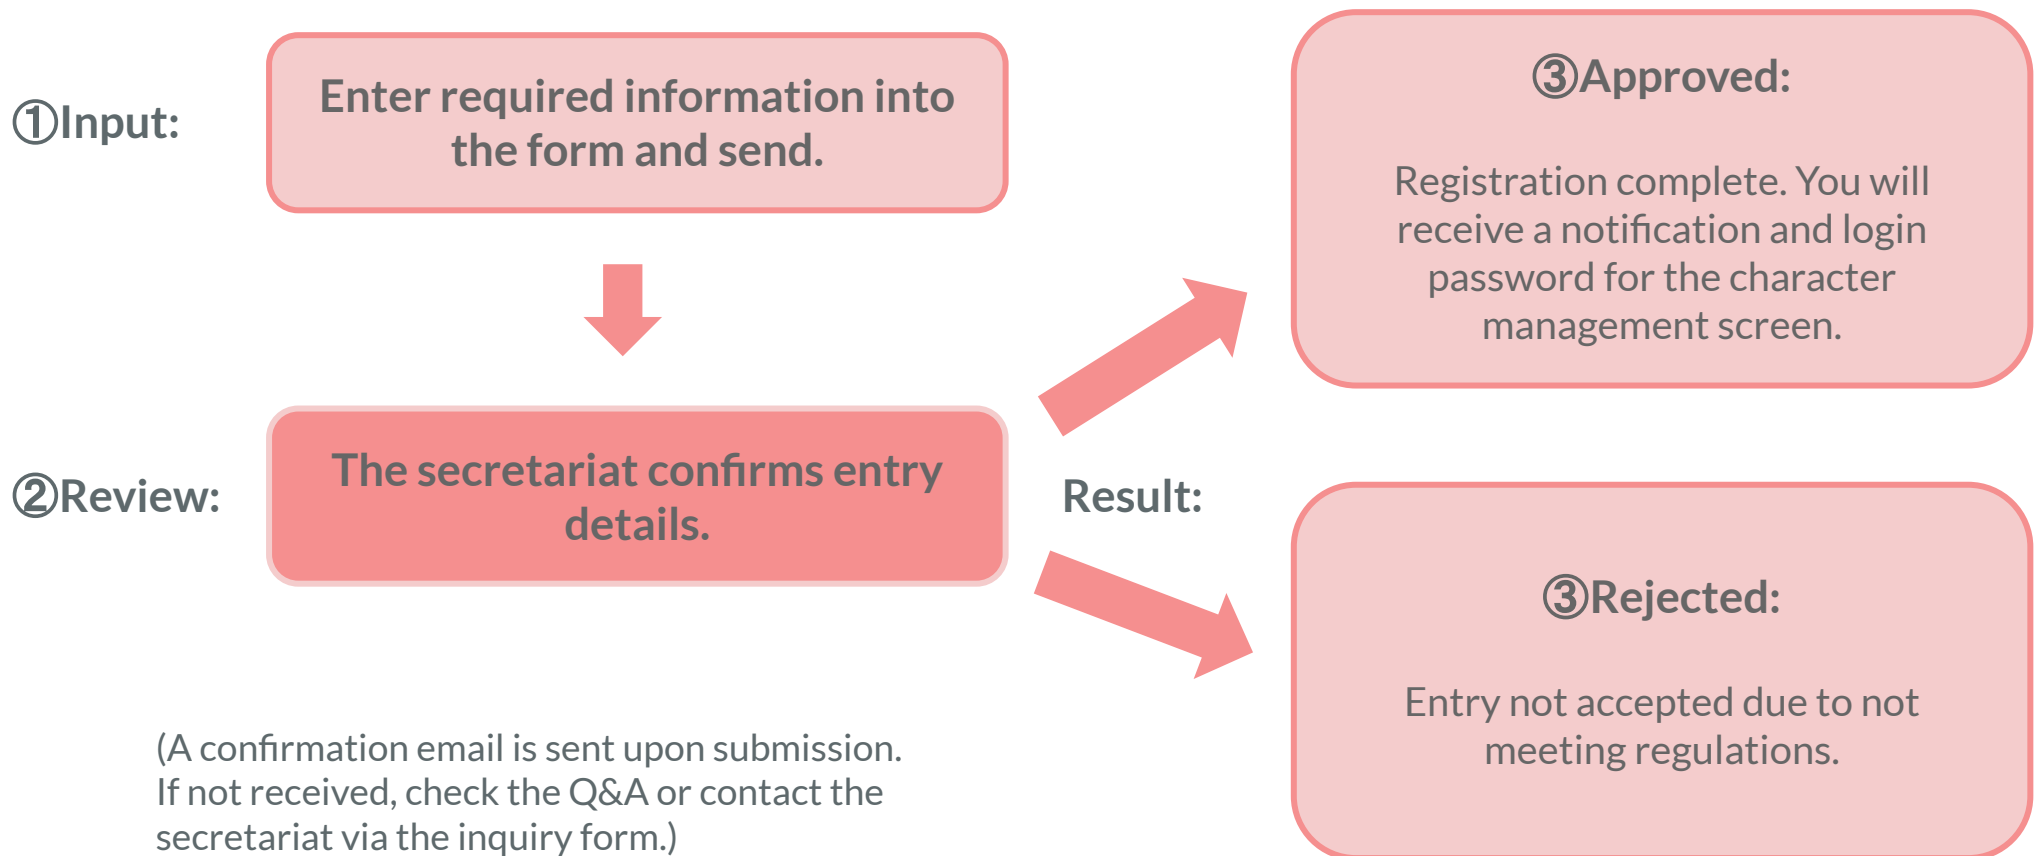 ①Input:
Enter required information into
the form and send.
②Review:
The secretariat confirms entry
details.
(A confirmation email is sent upon submission.
If not received, check the Q&A or contact the
secretariat via the inquiry form.)
Result:
③Approved:
Registration complete. You will
receive a notification and login
password for the character
management screen.
③Rejected:
Entry not accepted due to not
meeting regulations.